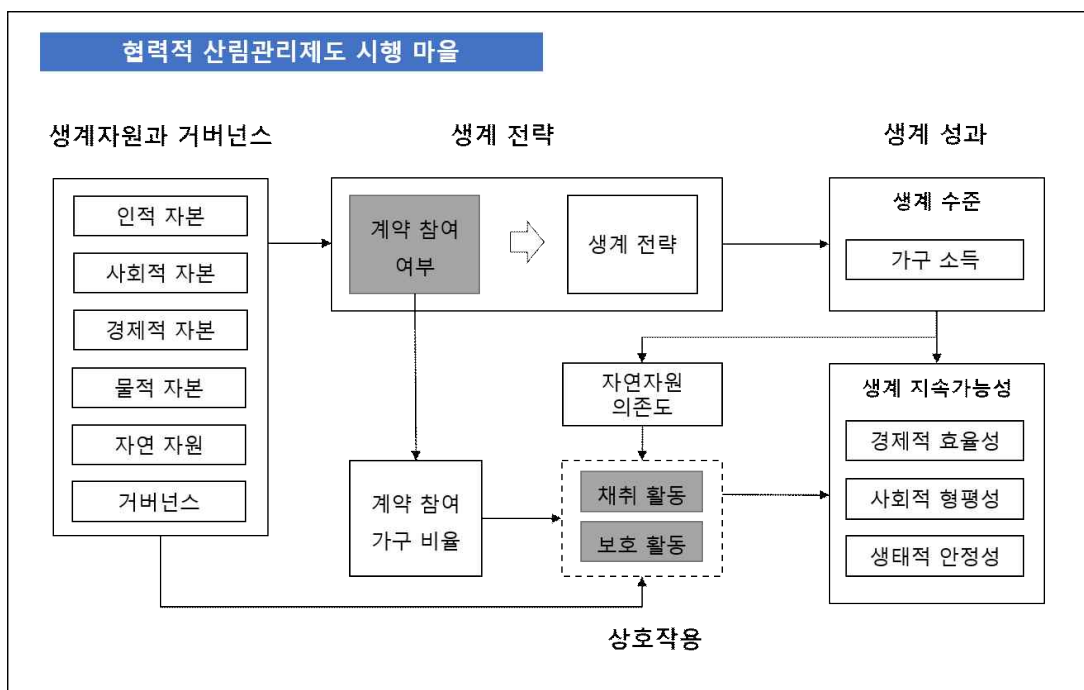 협력적 산림관리제도 시행 마을
생계자원과 거버넌스
생계 전략
생계 성과
인적 자본
사회적 자본
경제적 자본
물적 자본
자연 자원
거버넌스
계약 참여
여부
생계 전략
생계 수준
가구 소득
자연자원
의존도
계약 참여
가구 비율
채취 활동
보호 활동
상호작용
생계 지속가능성
경제적 효율성
사회적 형평성
생태적 안정성